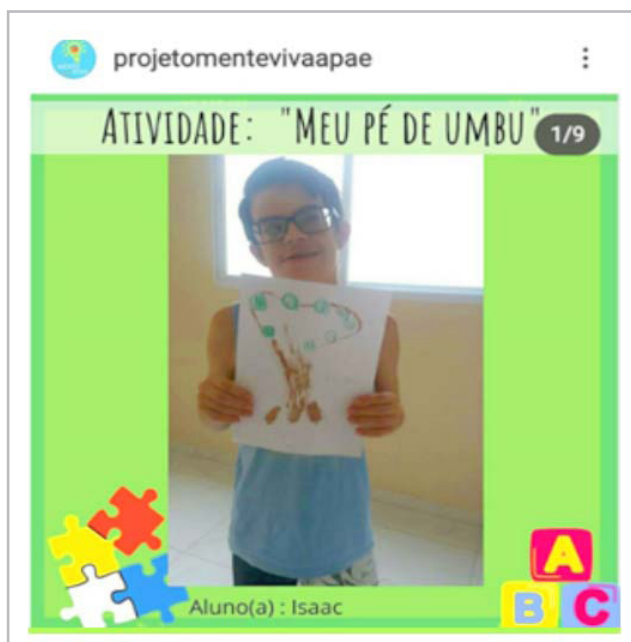 projetomentevivaapae
ATIVIDADE: "MEU PÉ DE UMBU"
1/9
Aluno(a) : Isaac
A
B C